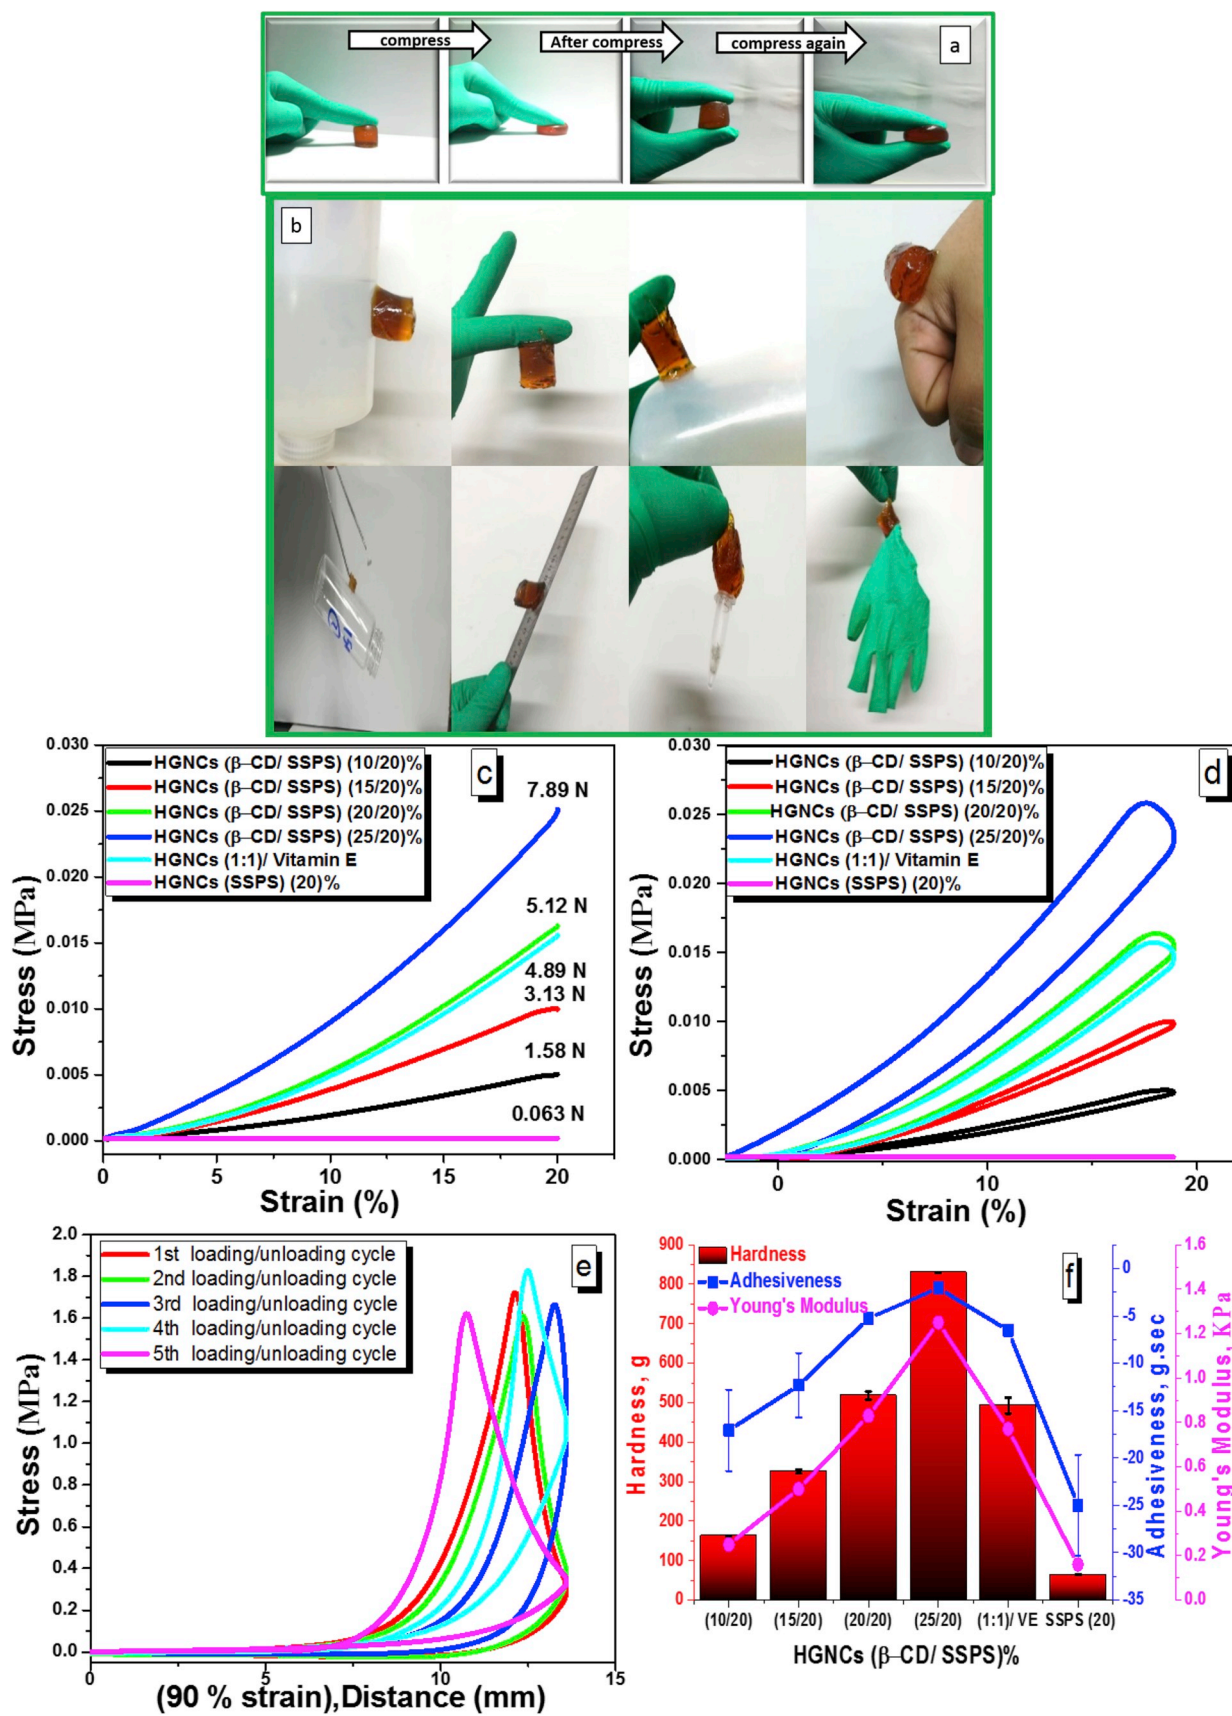 compress
After compress
compress again
a
b
0.030
0.025
0.020
0.015
0.010
0.005
0.000
Stress (MPa)
HGNCs (β–CD/ SSPS) (10/20)%
HGNCs (β–CD/ SSPS) (15/20)%
HGNCs (β–CD/ SSPS) (20/20)%
HGNCs (β–CD/ SSPS) (25/20)%
HGNCs (1:1)/ Vitamin E
HGNCs (SSPS) (20)%
c
7.89 N
5.12 N
4.89 N
3.13 N
1.58 N
0.063 N
0 5 10 15 20
Strain (%)
0.030
0.025
0.020
0.015
0.010
0.005
0.000
Stress (MPa)
HGNCs (β–CD/ SSPS) (10/20)%
HGNCs (β–CD/ SSPS) (15/20)%
HGNCs (β–CD/ SSPS) (20/20)%
HGNCs (β–CD/ SSPS) (25/20)%
HGNCs (1:1)/ Vitamin E
HGNCs (SSPS) (20)%
d
0 5 10 15 20
Strain (%)
2.0
1.8
1.6
1.4
1.2
1.0
0.8
0.6
0.4
0.2
0.0
Stress (MPa)
1st loading/unloading cycle
2nd loading/unloading cycle
3rd loading/unloading cycle
4th loading/unloading cycle
5th loading/unloading cycle
e
0 5 10 15
(90 % strain),Distance (mm)
900
800
700
600
500
400
300
200
100
0
Hardness, g
Hardness
Adhesiveness
Young's Modulus
f
0
-5
-10
-15
-20
-25
-30
-35
Adhesiveness, g.sec
1.6
1.4
1.2
1.0
0.8
0.6
0.4
0.2
0.0
Young's Modulus, KPa
(10/20) (15/20) (20/20) (25/20) (1:1)/ VE SSPS (20)
HGNCs (β–CD/ SSPS)%